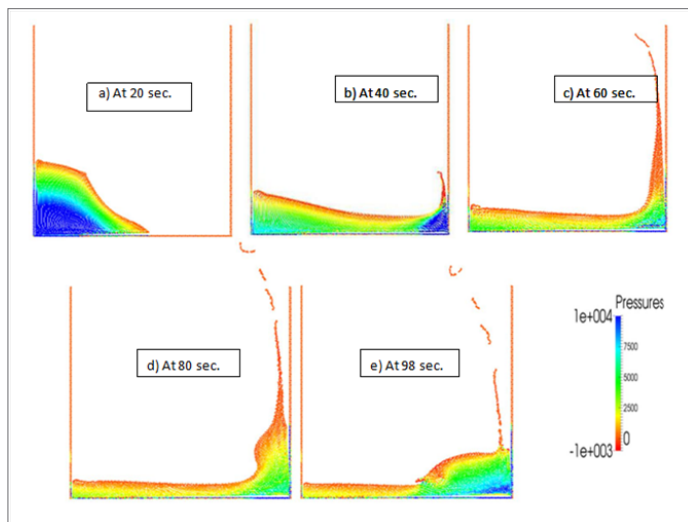 a) At 20 sec.
b) At 40 sec.
c) At 60 sec.
d) At 80 sec.
e) At 98 sec.
Pressures
1e+004
7500
5000
2500
0
-1e+003